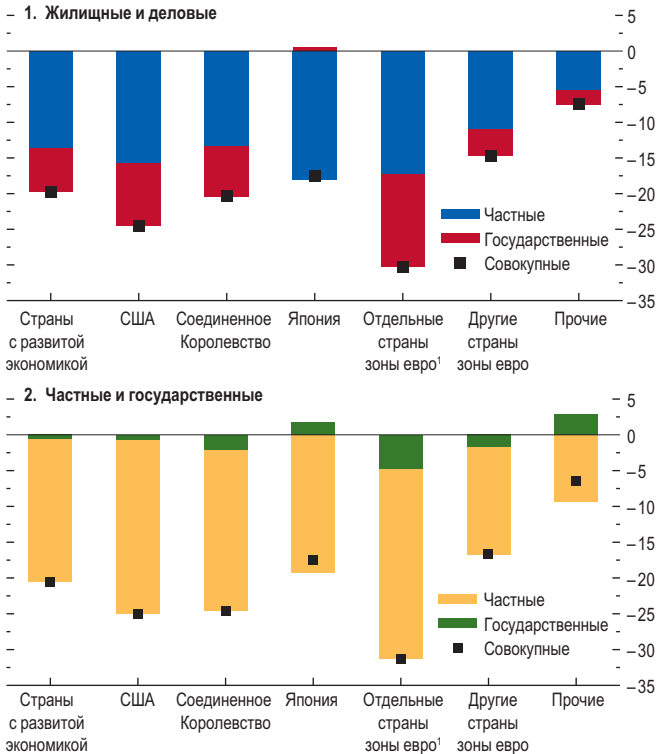 1. Жилищные и деловые
5
0
–5
–10
–15
–20
–25
–30
–35
Частные
Государственные
Совокупные
Страны
с развитой
экономикой
США
Соединенное
Королевство
Япония
Отдельные
страны
зоны евро¹
Другие
страны
зоны евро
Прочие
2. Частные и государственные
5
0
–5
–10
–15
–20
–25
–30
–35
Частные
Государственные
Совокупные
Страны
с развитой
экономикой
США
Соединенное
Королевство
Япония
Отдельные
страны
зоны евро¹
Другие
страны
зоны евро
Прочие